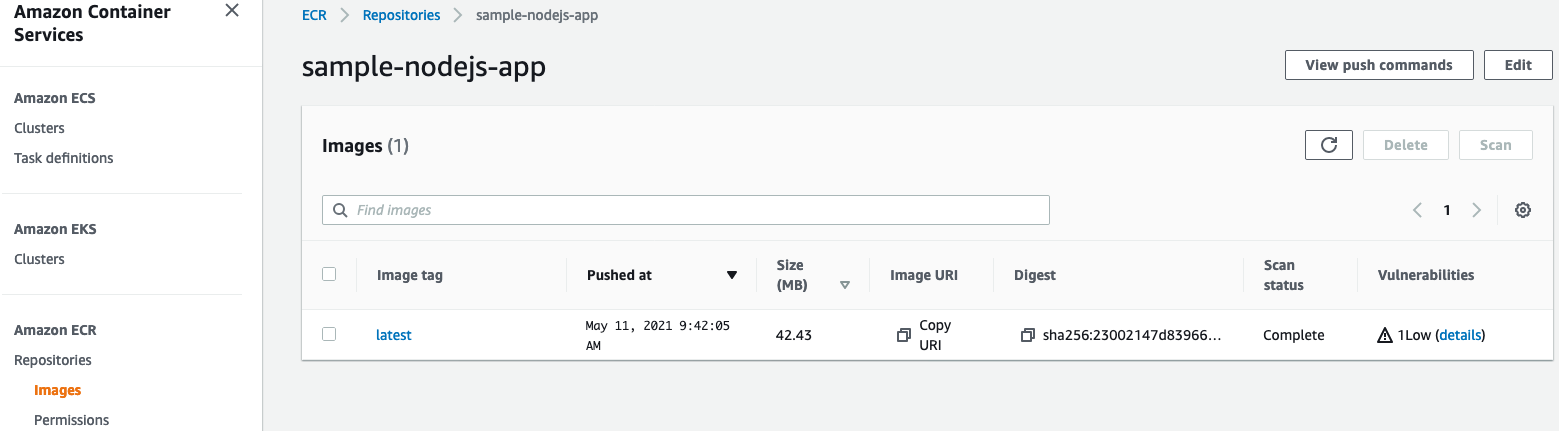 Amazon Container
Services
Amazon ECS
Clusters
Task definitions
Amazon EKS
Clusters
Amazon ECR
Repositories
Images
Permissions
ECR Repositories sample-nodejs-app
sample-nodejs-app
View push commands Edit
Images (1)
Delete Scan
Find images
1
Image tag Pushed at Size (MB) Image URI Digest Scan status Vulnerabilities
latest May 11, 2021 9:42:05 AM 42.43 Copy URI sha256:23002147d83966... Complete 1Low (details)